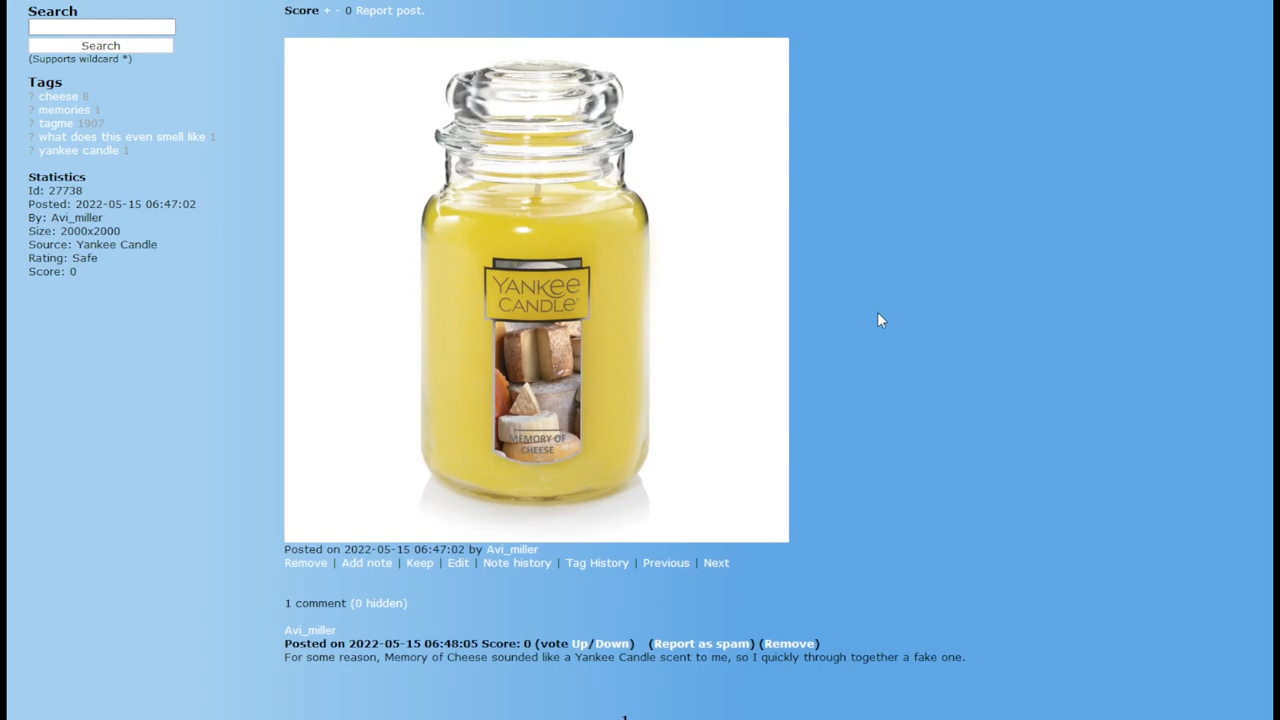 Search
Search
(Supports wildcard *)
Tags
? cheese 8
? memories 1
? tagme 1907
? what does this even smell like 1
? yankee candle 1
Statistics
Id: 27738
Posted: 2022-05-15 06:47:02
By: Avi_miller
Size: 2000x2000
Source: Yankee Candle
Rating: Safe
Score: 0
Score + - 0 Report post.
YANKEE
CANDLE®
MEMORY OF
CHEESE
Posted on 2022-05-15 06:47:02 by Avi_miller
Remove | Add note | Keep | Edit | Note history | Tag History | Previous | Next
1 comment (0 hidden)
Avi_miller
Posted on 2022-05-15 06:48:05 Score: 0 (vote Up/Down) (Report as spam) (Remove)
For some reason, Memory of Cheese sounded like a Yankee Candle scent to me, so I quickly through together a fake one.
1